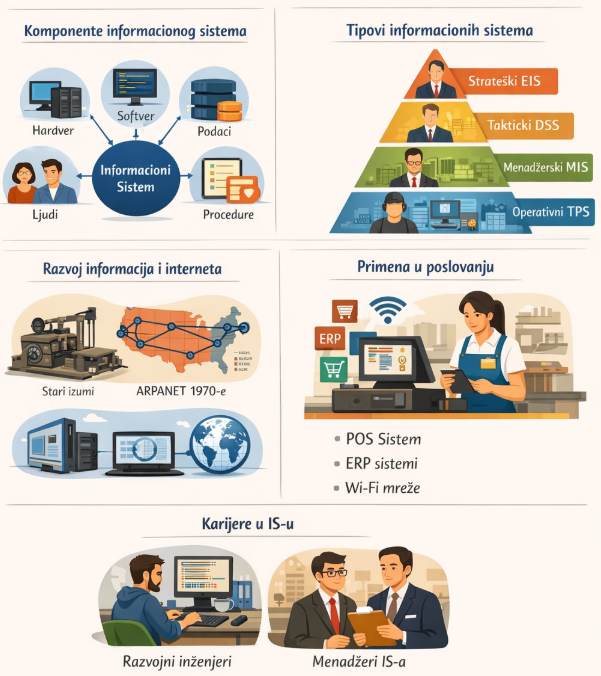 Komponente informacionog sistema
Hardver
Softver
Podaci
Informacioni
Sistem
Ljudi
Procedure
Tipovi informacionih sistema
Strateški EIS
Taktički DSS
Menadžerski MIS
Operativni TPS
Razvoj informacija i interneta
Stari izumi
ARPANET 1970-e
Primena u poslovanju
ERP
POS Sistem
ERP sistemi
Wi-Fi mreže
Karijere u IS-u
Razvojni inženjeri
Menadžeri IS-a